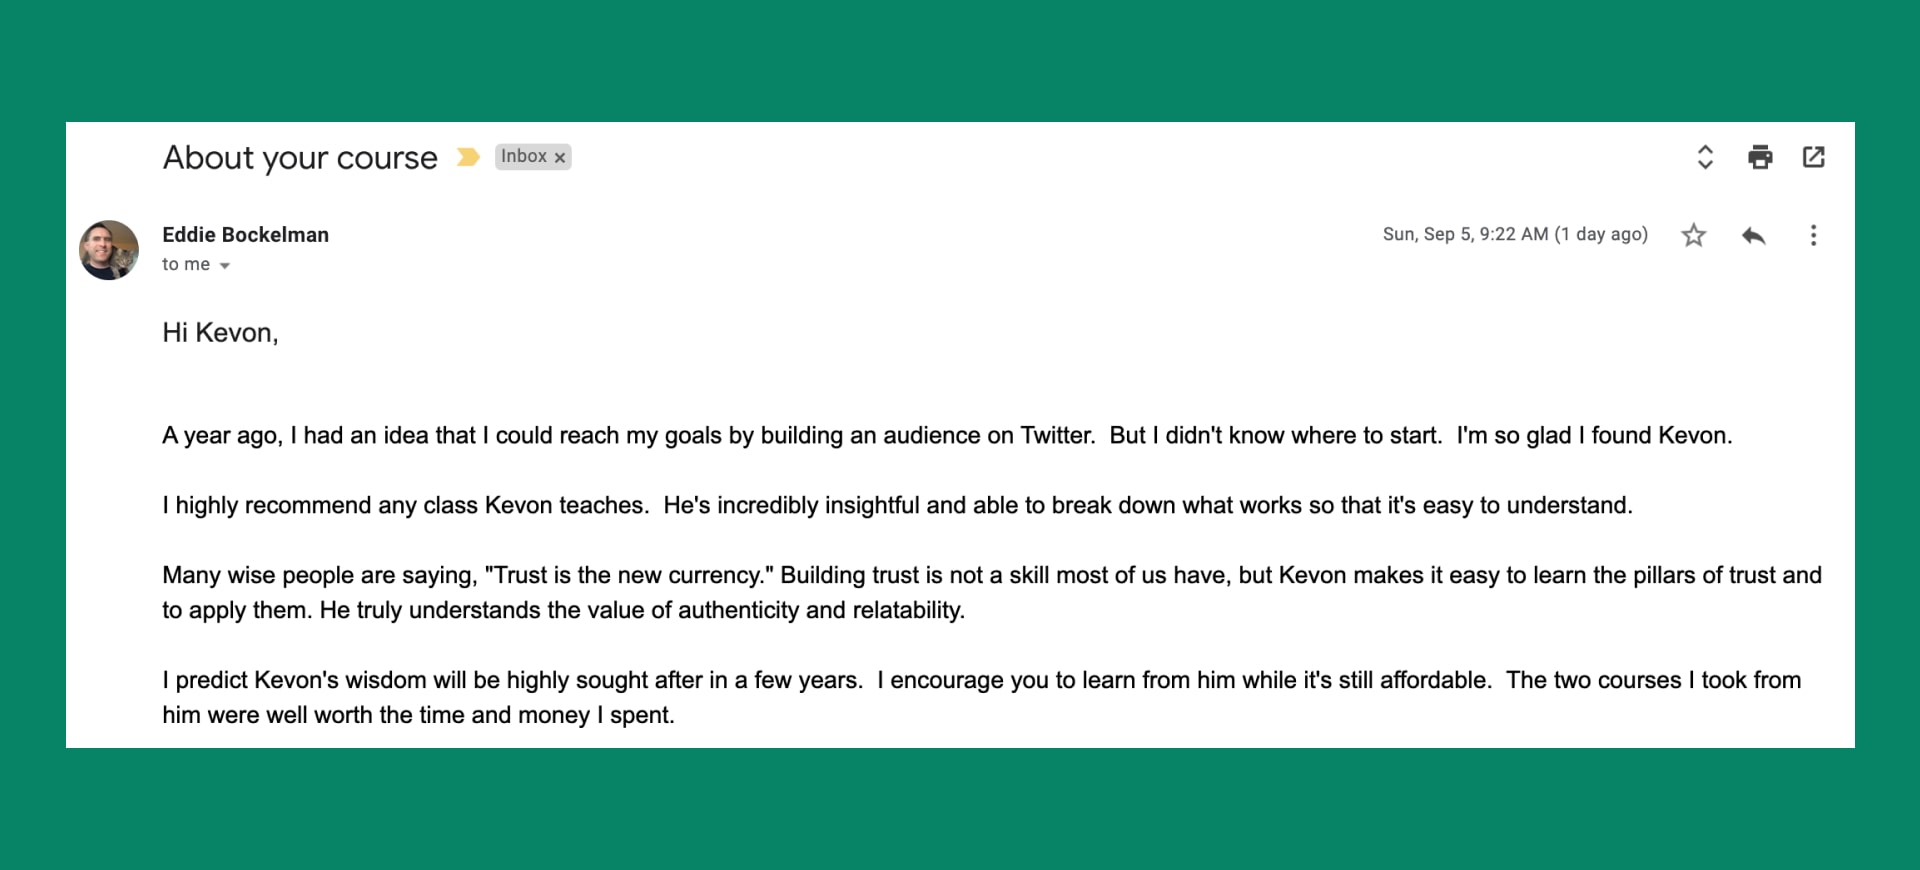 About your course Inbox x
Eddie Bockelman
Sun, Sep 5, 9:22 AM (1 day ago)
to me
Hi Kevon,
A year ago, I had an idea that I could reach my goals by building an audience on Twitter.  But I didn't know where to start.  I'm so glad I found Kevon.
I highly recommend any class Kevon teaches.  He's incredibly insightful and able to break down what works so that it's easy to understand.
Many wise people are saying, "Trust is the new currency." Building trust is not a skill most of us have, but Kevon makes it easy to learn the pillars of trust and
to apply them. He truly understands the value of authenticity and relatability.
I predict Kevon's wisdom will be highly sought after in a few years.  I encourage you to learn from him while it's still affordable.  The two courses I took from
him were well worth the time and money I spent.